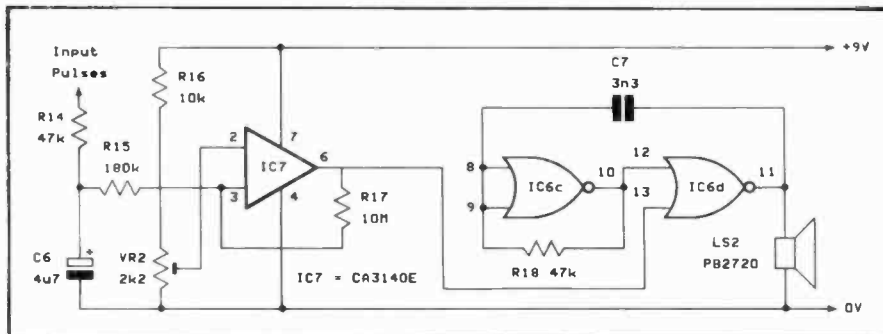 Input
Pulses
R14
47k
R15
180k
R16
10k
C6
4u7
+
VR2
2k2
2
3
IC7
7
4
6
R17
10M
IC7 = CA3140E
C7
3n3
8
9
IC6c
10
R18 47k
12
13
IC6d
11
LS2
PB2720
+9V
0V